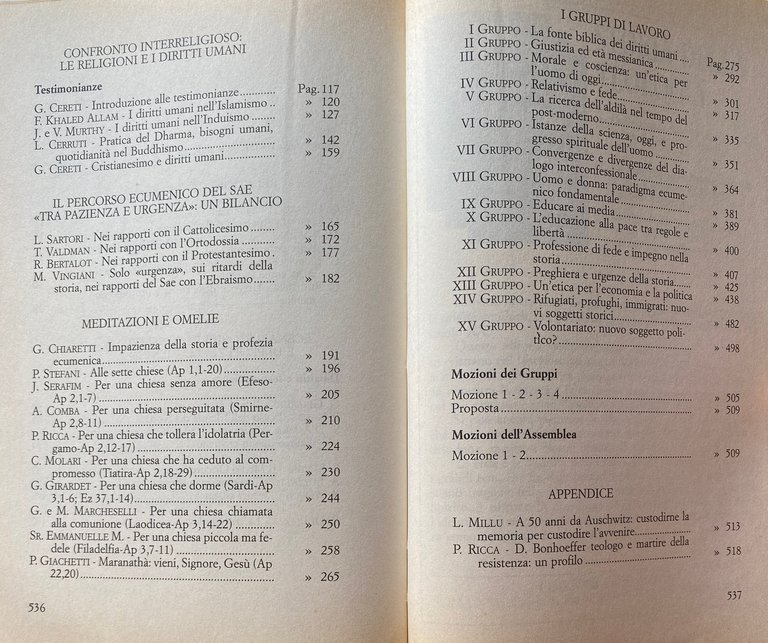 CONFRONTO INTERRELIGIOSO:
LE RELIGIONI E I DIRITTI UMANI
Testimonianze
G. CERETI - Introduzione alle testimonianze........... Pag. 117
F. KHALED ALLAM - I diritti umani nell'Islamismo .. » 120
J. e V. MURTHY - I diritti umani nell'Induismo....... » 127
L. CERRUTI - Pratica del Dharma, bisogni umani,
quotidianità nel Buddhismo................................ » 142
G. CERETI - Cristianesimo e diritti umani............... » 159
IL PERCORSO ECUMENICO DEL SAE
«TRA PAZIENZA E URGENZA»: UN BILANCIO
L. SARTORI - Nei rapporti con il Cattolicesimo......... » 165
T. VALDMAN - Nei rapporti con l'Ortodossia........... » 172
R. BERTALOT - Nei rapporti con il Protestantesimo.. » 177
M. VINGIANI - Solo «urgenza», sui ritardi della
storia, nei rapporti del Sae con l'Ebraismo....... » 182
MEDITAZIONI E OMELIE
G. CHIARETTI - Impazienza della storia e profezia
ecumenica................................................ » 191
P. STEFANI - Alle sette chiese (Ap 1,1-20)............. » 196
J. SERAFIM - Per una chiesa senza amore (Efeso-
Ap 2,1-7)................................................ » 205
A. COMBA - Per una chiesa perseguitata (Smirne-
Ap 2,8-11)............................................... » 210
P. RICCA - Per una chiesa che tollera l'idolatria (Per-
gamo-Ap 2,12-17)....................................... » 224
C. MOLARI - Per una chiesa che ha ceduto al com-
promesso (Tiatira-Ap 2,18-29)...................... » 230
G. GIRARDET - Per una chiesa che dorme (Sardi-Ap
3,1-6; Ez 37,1-14)...................................... » 244
G. e M. MARCHESELLI - Per una chiesa chiamata
alla comunione (Laodicea-Ap 3,14-22)........... » 250
SR. EMMANUELLE M. - Per una chiesa piccola ma fe-
dele (Filadelfia-Ap 3,7-11)........................... » 258
P. GIACHETTI - Maranathà: vieni, Signore, Gesù (Ap
22,20).................................................... » 265
536
I GRUPPI DI LAVORO
I GRUPPO - La fonte biblica dei diritti umani. Pag. 275
II GRUPPO - Giustizia ed età messianica........... » 292
III GRUPPO - Morale e coscienza: un'etica per
l'uomo di oggi......................... » 301
IV GRUPPO - Relativismo e fede.................... » 317
V GRUPPO - La ricerca dell'aldilà nel tempo del
post-moderno........................... » 335
VI GRUPPO - Istanze della scienza, oggi, e pro-
gresso spirituale dell'uomo............ » 351
VII GRUPPO - Convergenze e divergenze del dia-
logo interconfessionale................ » 364
VIII GRUPPO - Uomo e donna: paradigma ecume-
nico fondamentale...................... » 381
IX GRUPPO - Educare ai media...................... » 389
X GRUPPO - L'educazione alla pace tra regole e
libertà................................ » 400
XI GRUPPO - Professione di fede e impegno nella
storia................................. » 407
XII GRUPPO - Preghiera e urgenze della storia..... » 425
XIII GRUPPO - Un'etica per l'economia e la politica » 438
XIV GRUPPO - Rifugiati, profughi, immigrati: nuo-
vi soggetti storici.................... » 482
XV GRUPPO - Volontariato: nuovo soggetto poli-
tico?.................................. » 498
Mozioni dei Gruppi
Mozione 1 - 2 - 3 - 4.............................. » 505
Proposta........................................... » 509
Mozioni dell'Assemblea
Mozione 1 - 2...................................... » 509
APPENDICE
L. MILLU - A 50 anni da Auschwitz: custodirne la
memoria per custodire l'avvenire................. » 513
P. RICCA - D. Bonhoeffer teologo e martire della
resistenza: un profilo........................... » 518
537